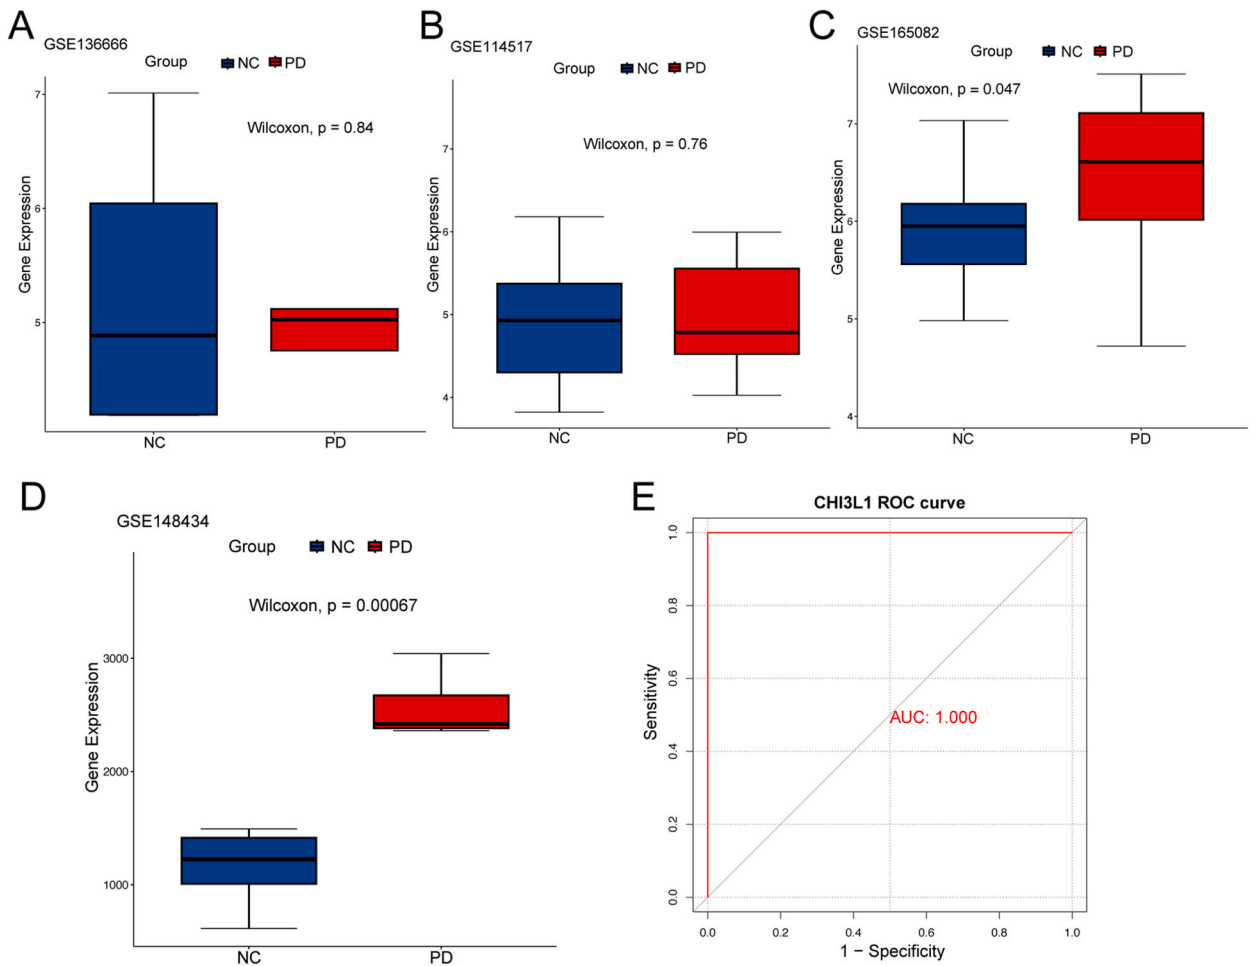 A
GSE136666
Group NC PD
Wilcoxon, p = 0.84
Gene Expression
7
6
5
NC PD
B
GSE114517
Group NC PD
Wilcoxon, p = 0.76
Gene Expression
7
6
5
4
NC PD
C
GSE165082
Group NC PD
Wilcoxon, p = 0.047
Gene Expression
7
6
5
4
NC PD
D
GSE148434
Group NC PD
Wilcoxon, p = 0.00067
Gene Expression
3000
2000
1000
NC PD
E
CHI3L1 ROC curve
Sensitivity
1.0
0.8
0.6
0.4
0.2
0.0
AUC: 1.000
0.0 0.2 0.4 0.6 0.8 1.0
1 − Specificity